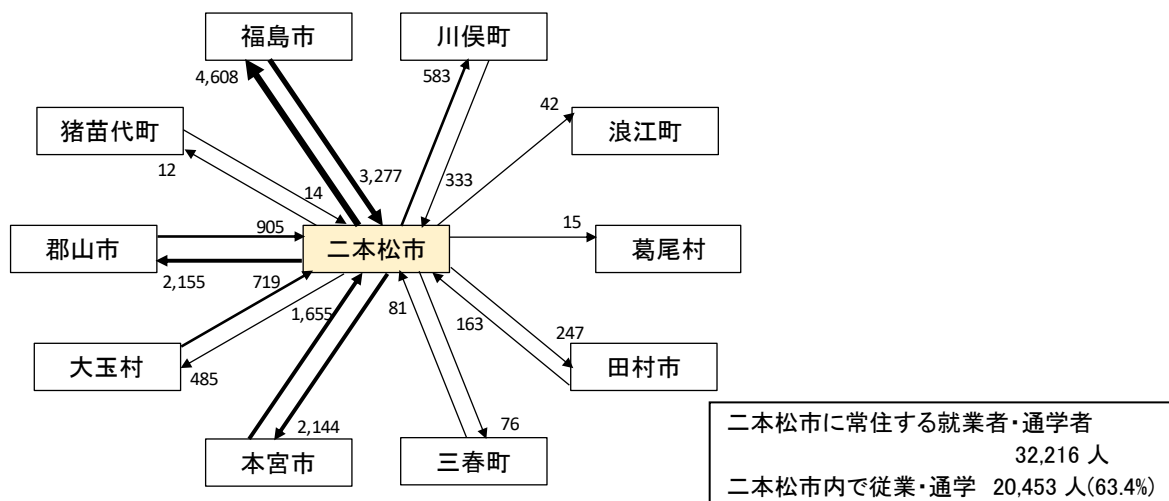 福島市
川俣町
4,608
583
猪苗代町
42
浪江町
12
14
3,277
333
郡山市
905
二本松市
15
葛尾村
2,155
719
1,655
81
163
247
大玉村
485
田村市
本宮市
2,144
三春町
76
二本松市に常住する就業者・通学者
32,216 人
二本松市内で従業・通学 20,453 人(63.4%)